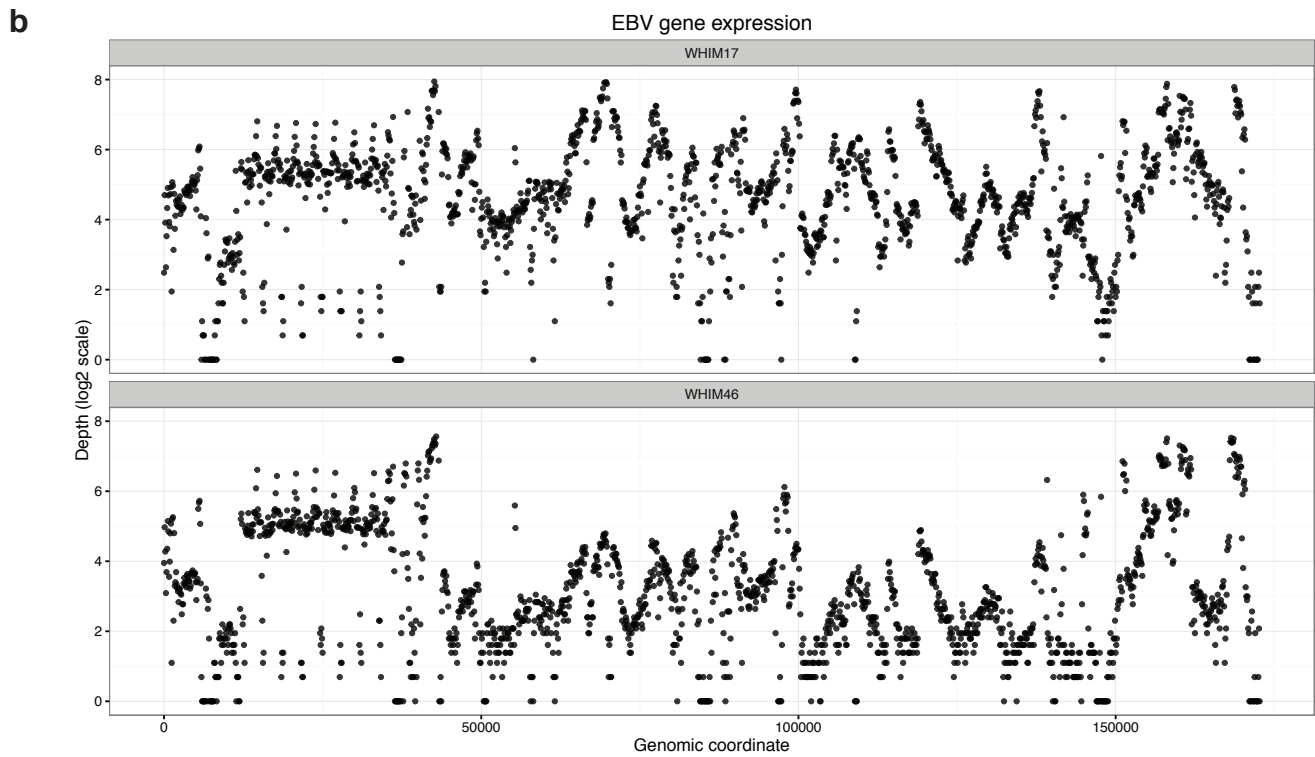 b
EBV gene expression
WHIM17
8
6
4
2
0
Depth (log2 scale)
WHIM46
8
6
4
2
0
0 50000 100000 150000
Genomic coordinate